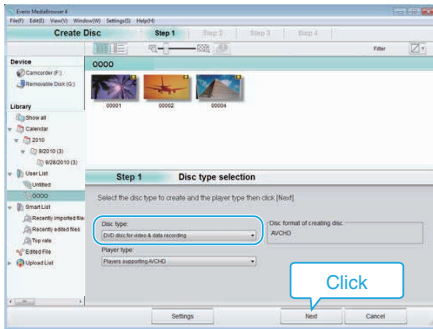 Everio MediaBrowser 4
File(F) Edit(E) View(V) Window(W) Settings(S) Help(H)
Create Disc
Step 1
Step 2
Step 3
Step 4
Filter
Device
Camcorder (F:)
Removable Disk (G:)
Library
Show all
Calendar
2010
9/2010 (3)
9/28/2010 (3)
User List
Untitled
0000
Smart List
Recently imported file
Recently edited files
Top rate
Edited File
Upload List
0000
00001
00002
00004
Step 1 Disc type selection
Select the disc type to create and the player type then click [Next].
Disc type:
DVD disc for video & data recording
Player type:
Players supporting AVCHD
Disc format of creating disc
AVCHD
Click
Settings
Next
Cancel